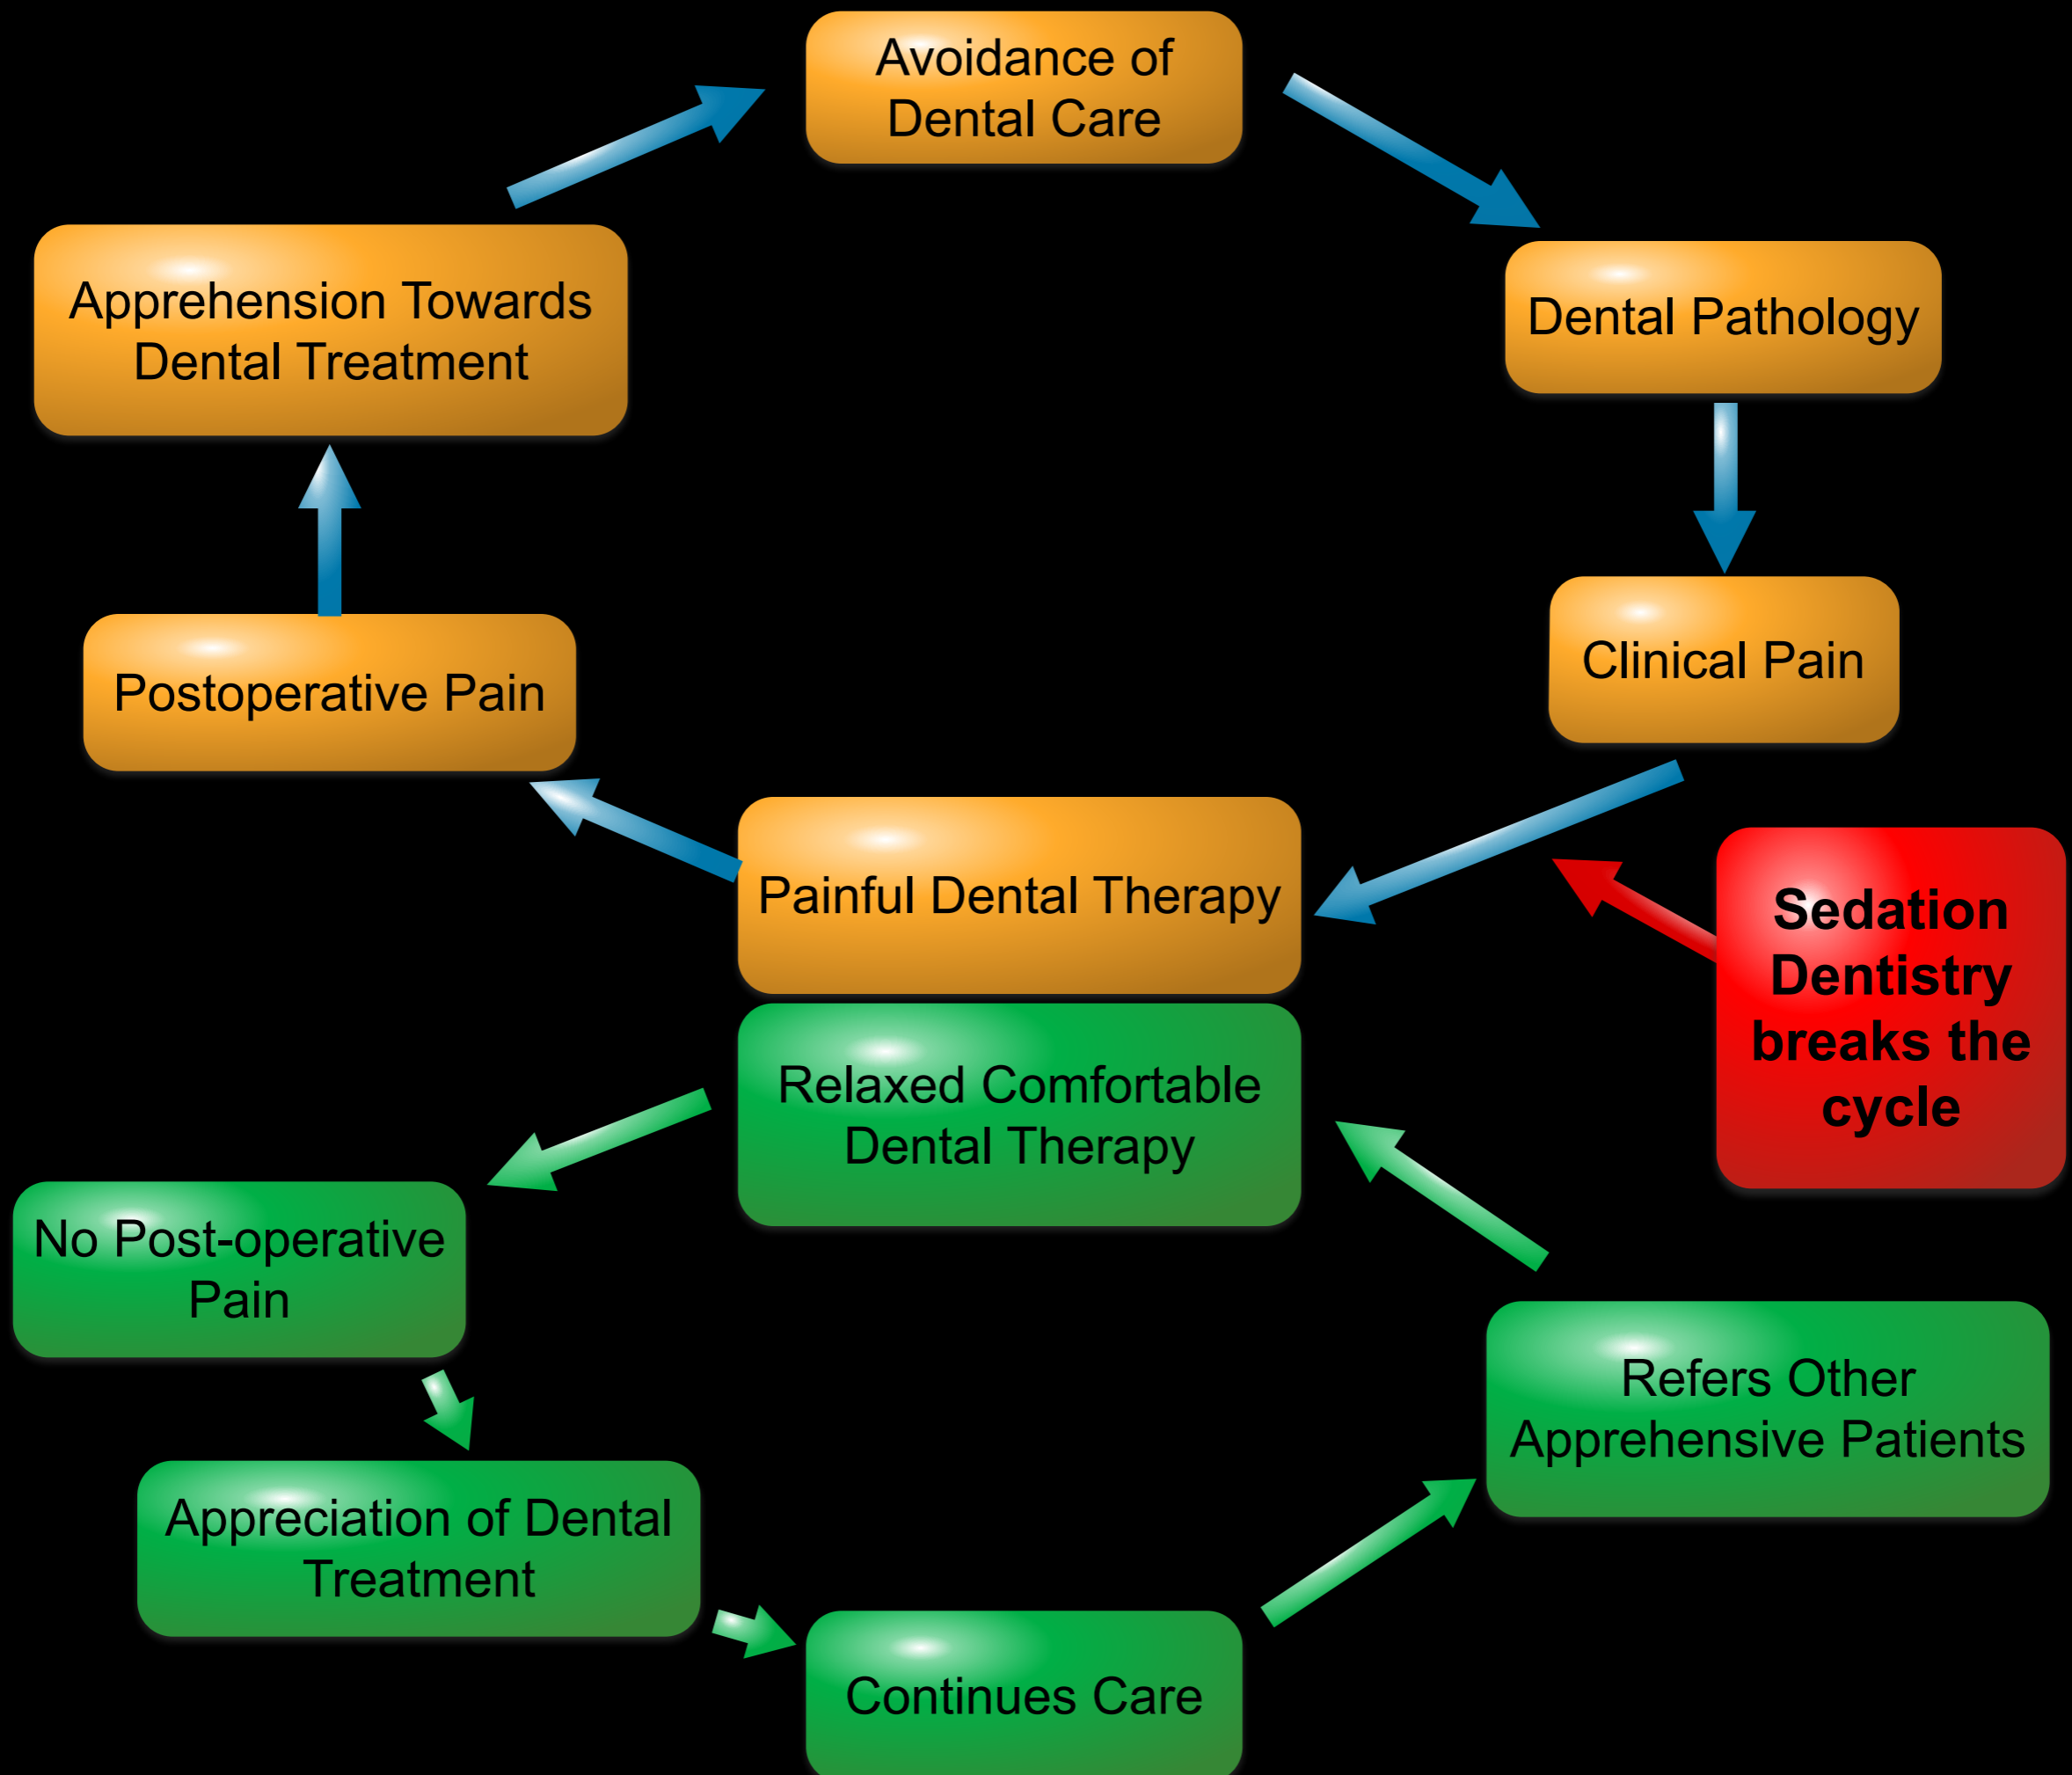 Avoidance of
Dental Care
Apprehension Towards
Dental Treatment
Dental Pathology
Postoperative Pain
Clinical Pain
Painful Dental Therapy
Sedation
Dentistry
breaks the
cycle
Relaxed Comfortable
Dental Therapy
No Post-operative
Pain
Refers Other
Apprehensive Patients
Appreciation of Dental
Treatment
Continues Care